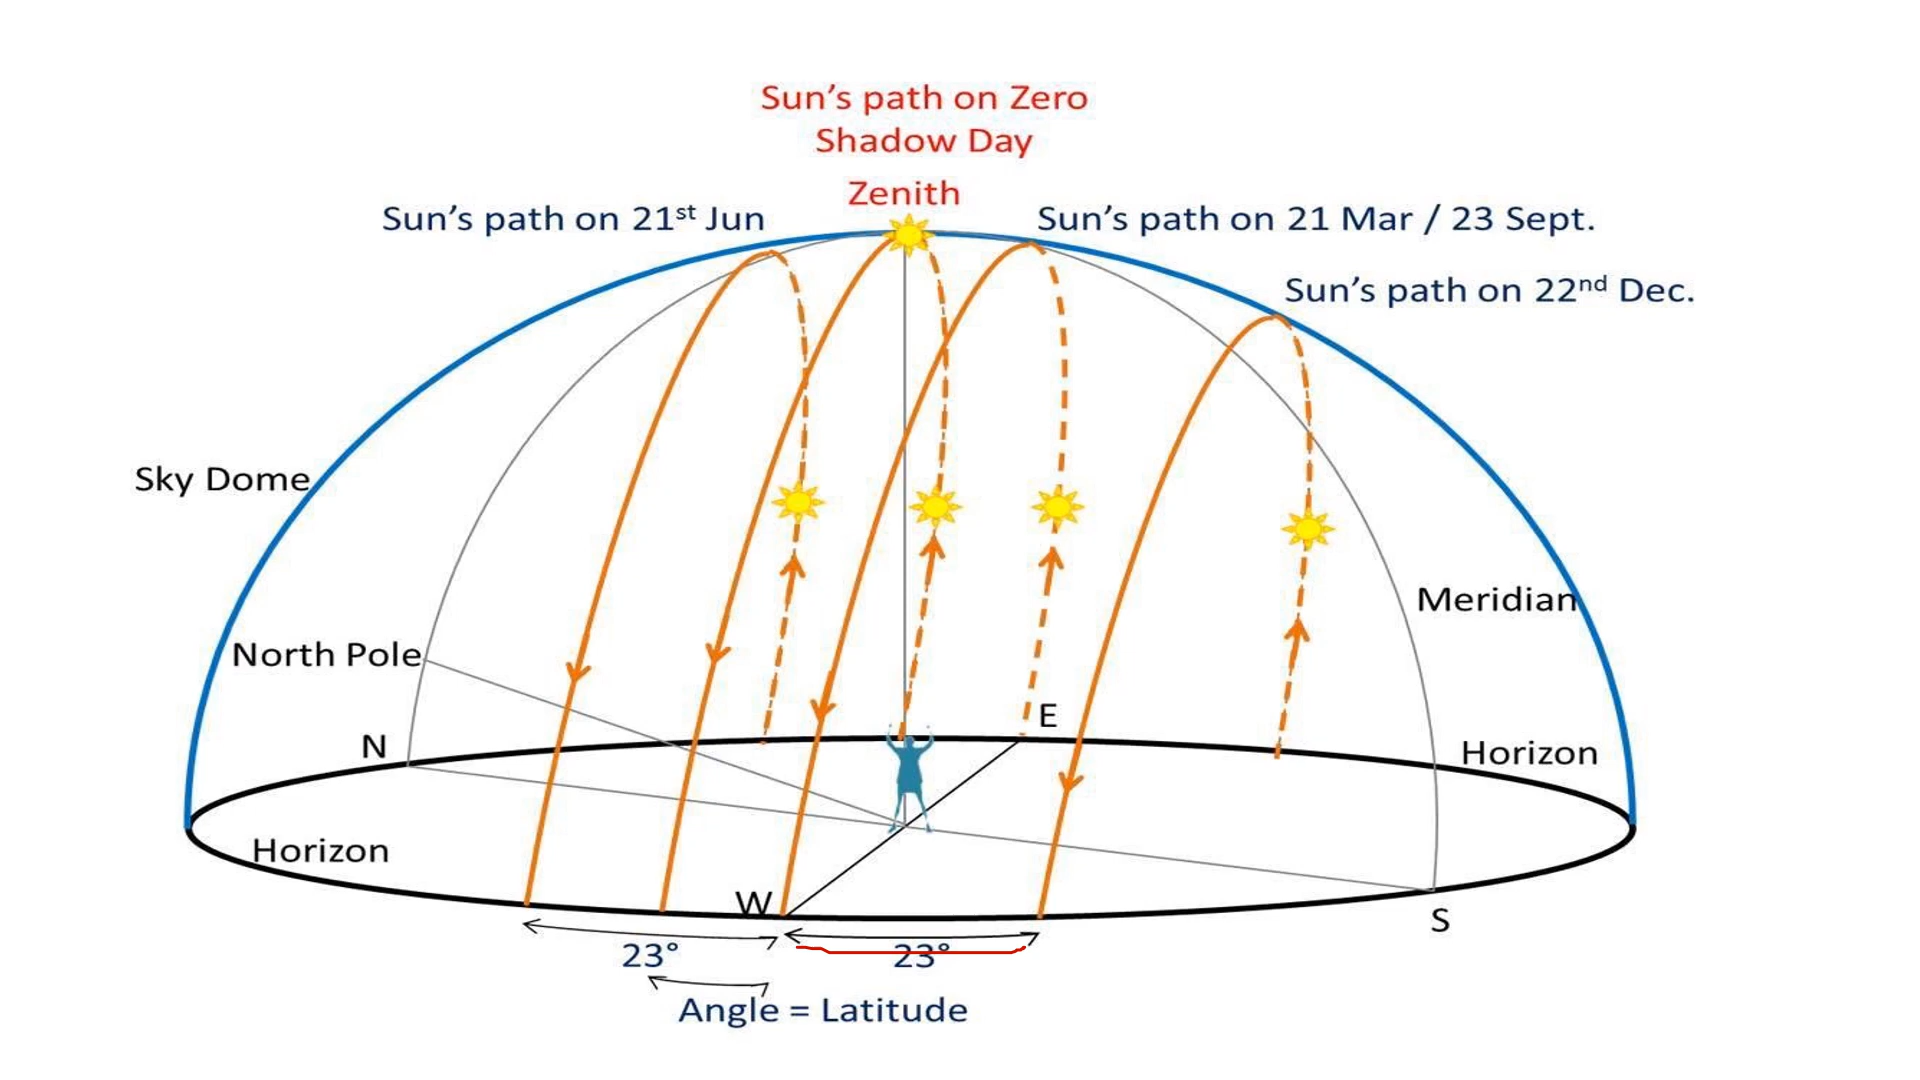 Sun's path on Zero
Shadow Day
Zenith
Sun's path on 21st Jun
Sun's path on 21 Mar / 23 Sept.
Sun's path on 22nd Dec.
Sky Dome
Meridian
North Pole
E
N
Horizon
Horizon
W
S
23°
23°
Angle = Latitude